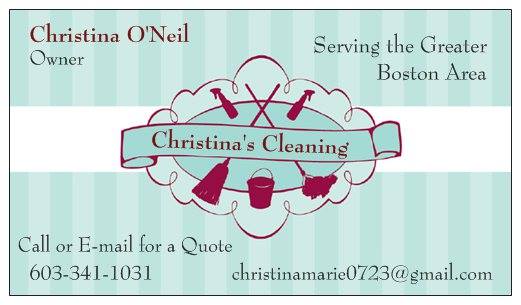 Christina O'Neil
Owner
Serving the Greater
Boston Area
Christina's Cleaning
Call or E-mail for a Quote
603-341-1031
christinamarie0723@gmail.com